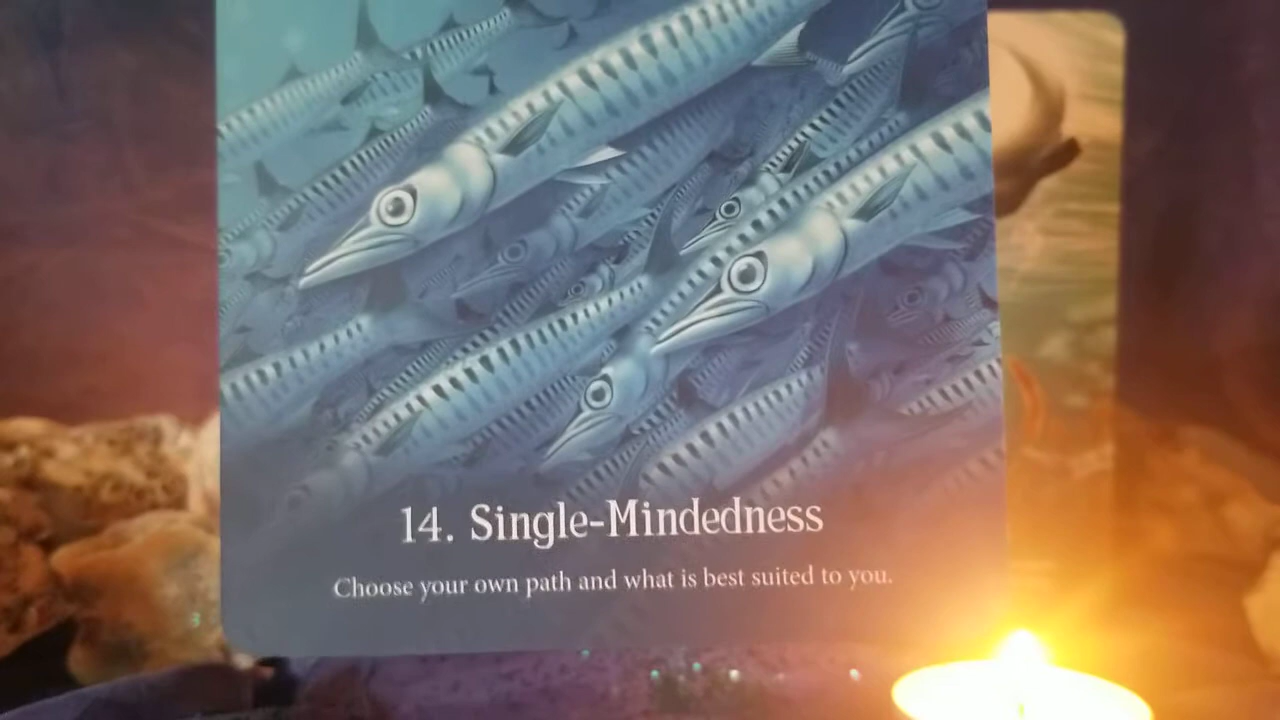 14. Single-Mindedness
Choose your own path and what is best suited to you.